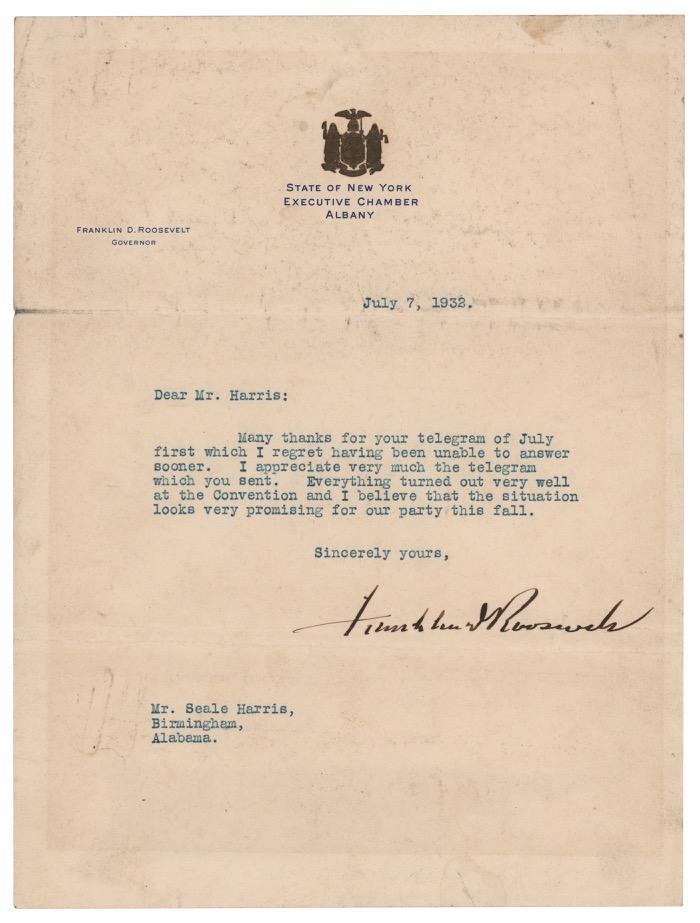 STATE OF NEW YORK
EXECUTIVE CHAMBER
ALBANY
FRANKLIN D. ROOSEVELT
GOVERNOR
July 7, 1932.
Dear Mr. Harris:
Many thanks for your telegram of July
first which I regret having been unable to answer
sooner. I appreciate very much the telegram
which you sent. Everything turned out very well
at the Convention and I believe that the situation
looks very promising for our party this fall.
Sincerely yours,
Franklin D Roosevelt
Mr. Seale Harris,
Birmingham,
Alabama.